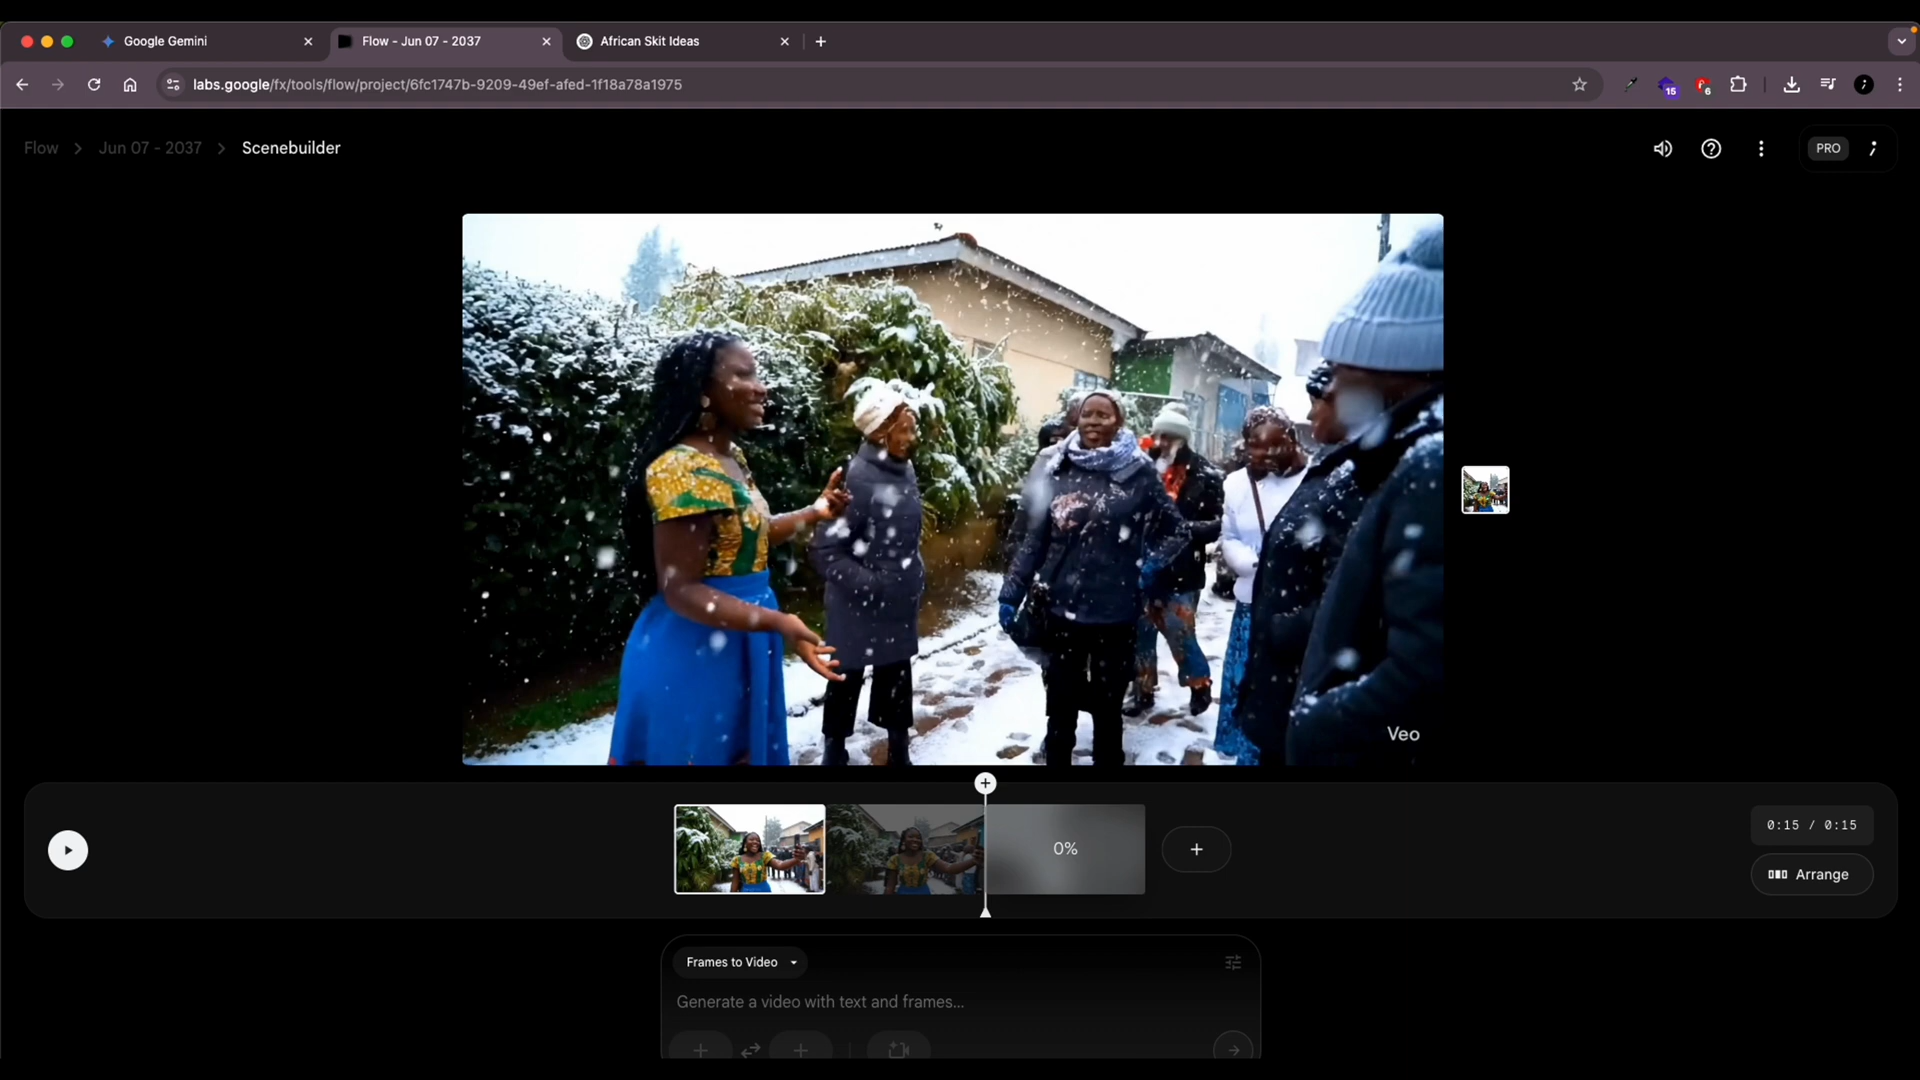 Google Gemini
Flow - Jun 07 - 2037
African Skit Ideas
labs.google/fx/tools/flow/project/6fc1747b-9209-49ef-afed-1f18a78a1975
15
6
Flow > Jun 07 - 2037 > Scenebuilder
PRO
Veo
0%
0:15 / 0:15
Arrange
Frames to Video
Generate a video with text and frames...